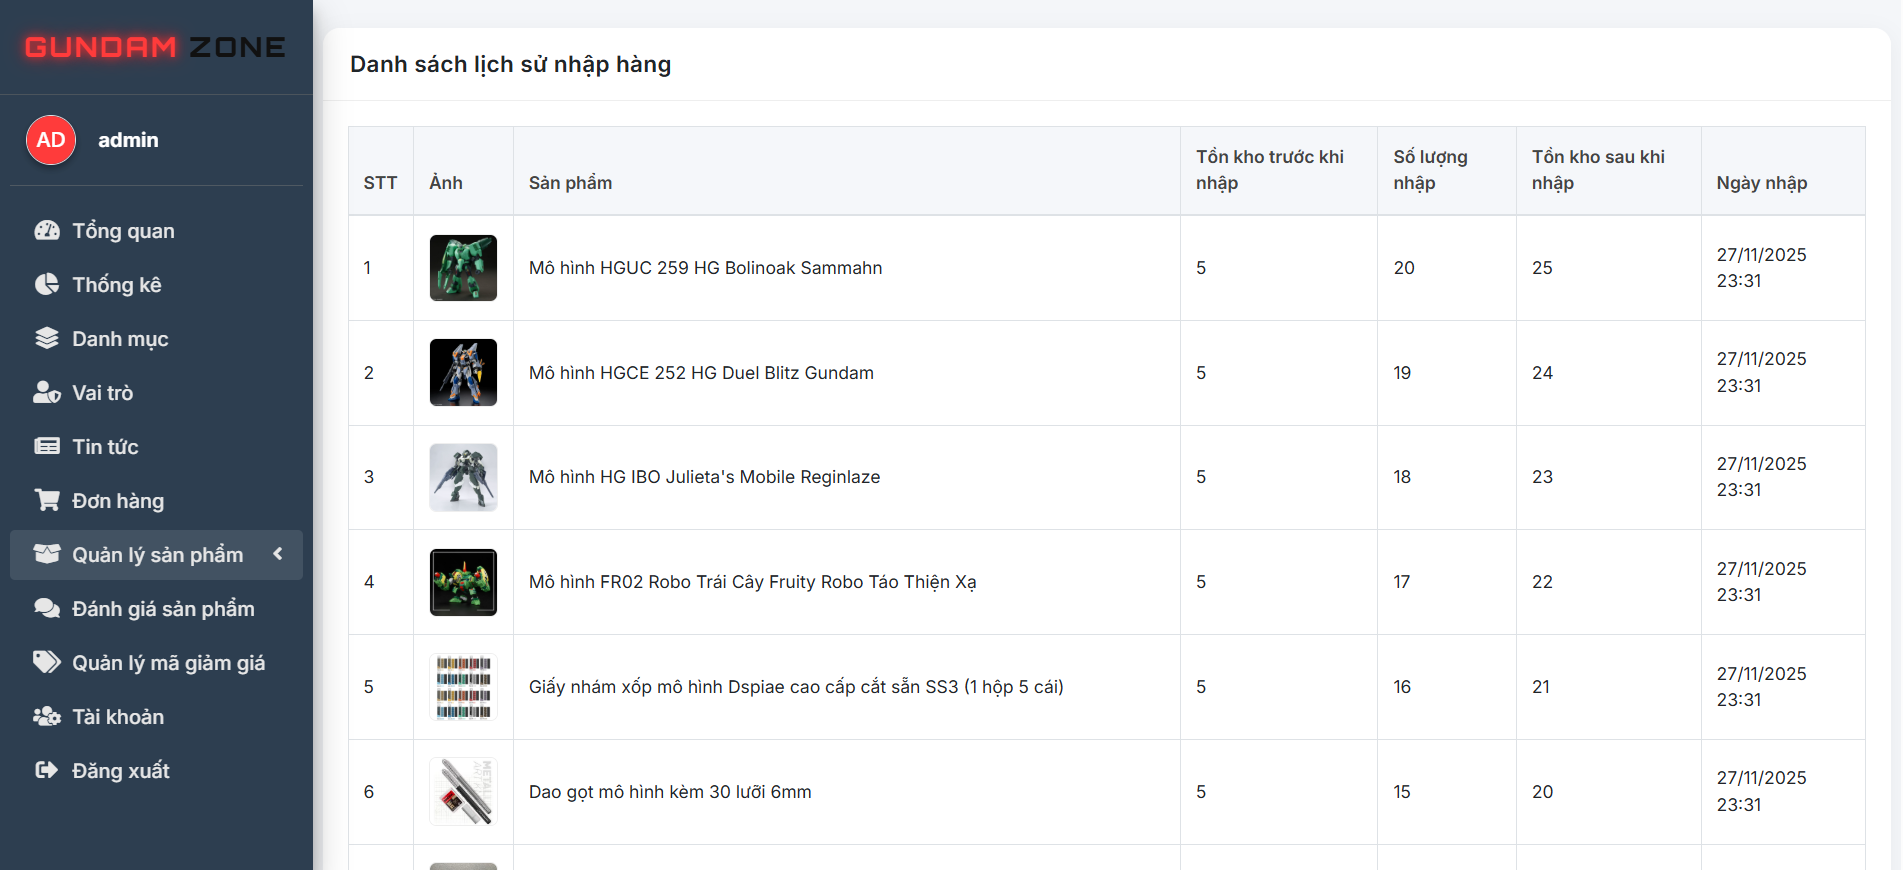 GUNDAM ZONE
AD
admin
Tổng quan
Thống kê
Danh mục
Vai trò
Tin tức
Đơn hàng
Quản lý sản phẩm
Đánh giá sản phẩm
Quản lý mã giảm giá
Tài khoản
Đăng xuất
Danh sách lịch sử nhập hàng
STT Ảnh Sản phẩm Tồn kho trước khi nhập Số lượng nhập Tồn kho sau khi nhập Ngày nhập
1 Mô hình HGUC 259 HG Bolinoak Sammahn 5 20 25 27/11/2025 23:31
2 Mô hình HGCE 252 HG Duel Blitz Gundam 5 19 24 27/11/2025 23:31
3 Mô hình HG IBO Julieta's Mobile Reginlaze 5 18 23 27/11/2025 23:31
4 Mô hình FR02 Robo Trái Cây Fruity Robo Táo Thiện Xạ 5 17 22 27/11/2025 23:31
5 Giấy nhám xốp mô hình Dspiae cao cấp cắt sẵn SS3 (1 hộp 5 cái) 5 16 21 27/11/2025 23:31
6 Dao gọt mô hình kèm 30 lưỡi 6mm 5 15 20 27/11/2025 23:31